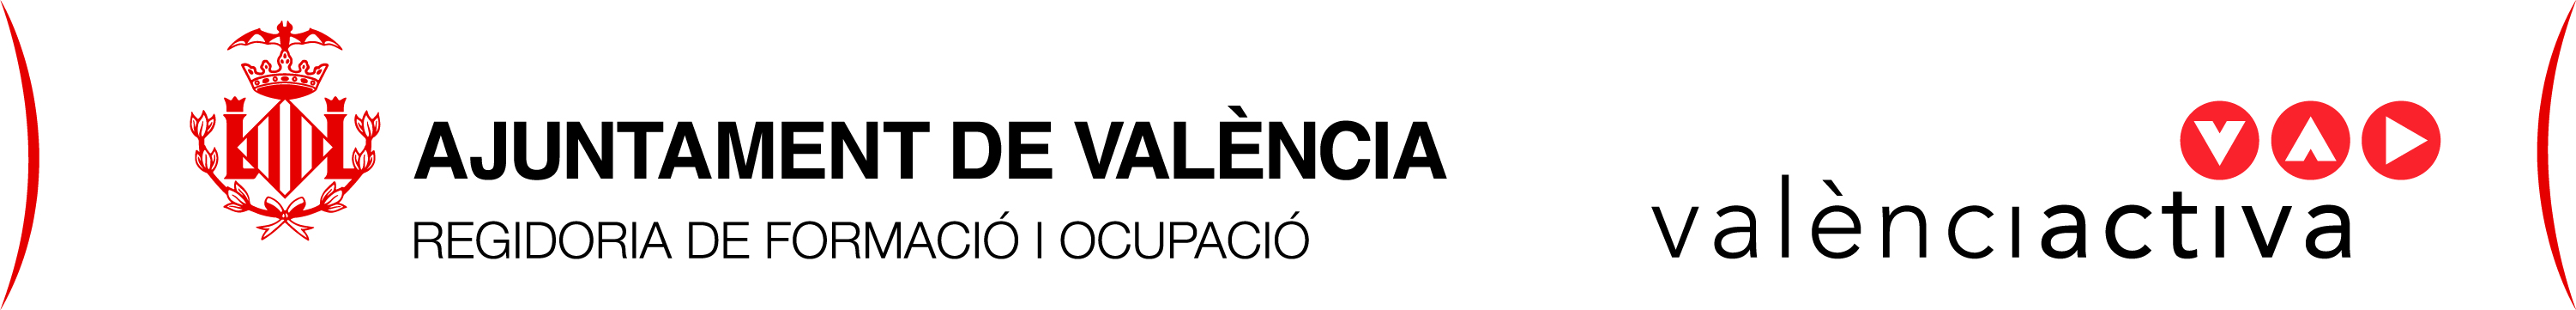 AJUNTAMENT DE VALÈNCIA
REGIDORIA DE FORMACIÓ I OCUPACIÓ
valènciactiva